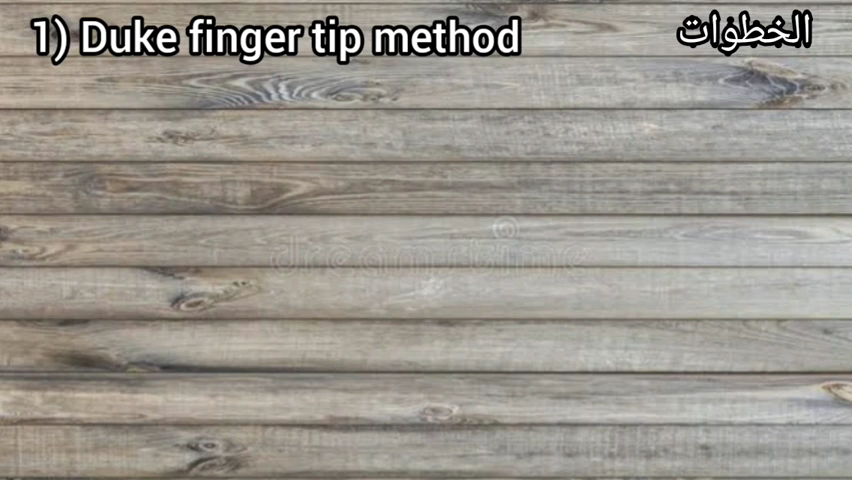 1) Duke finger tip method
الخطوات
dreamstime